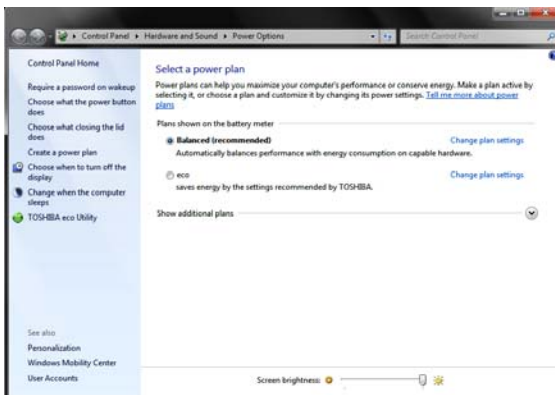 Control Panel ▸ Hardware and Sound ▸ Power Options
Search Control Panel
Control Panel Home
Require a password on wakeup
Choose what the power button
does
Choose what closing the lid
does
Create a power plan
Choose when to turn off the
display
Change when the computer
sleeps
TOSHIBA eco Utility
See also
Personalization
Windows Mobility Center
User Accounts
Select a power plan
Power plans can help you maximize your computer's performance or conserve energy. Make a plan active by
selecting it, or choose a plan and customize it by changing its power settings. Tell me more about power
plans
Plans shown on the battery meter
Balanced (recommended) Change plan settings
Automatically balances performance with energy consumption on capable hardware.
eco Change plan settings
saves energy by the settings recommended by TOSHIBA.
Show additional plans
Screen brightness: